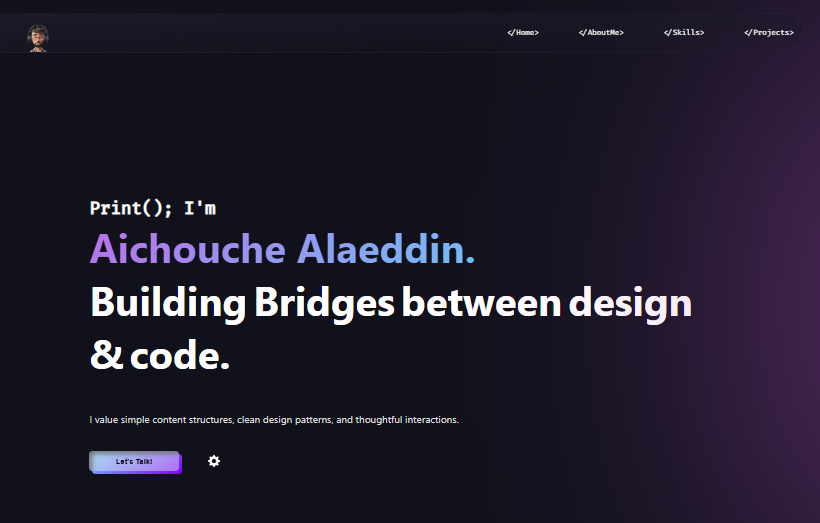 </Home> </AboutMe> </Skills> </Projects>
Print(); I'm
Aichouche Alaeddin.
Building Bridges between design
& code.
I value simple content structures, clean design patterns, and thoughtful interactions.
Let's Talk!